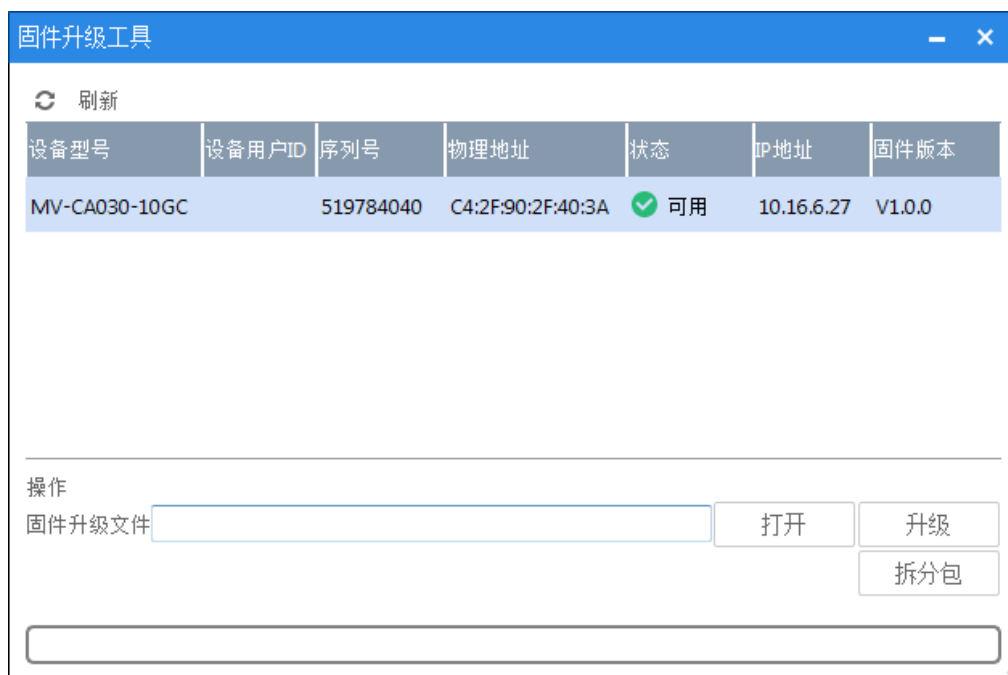 固件升级工具
刷新
设备型号 设备用户ID 序列号 物理地址 状态 IP地址 固件版本
MV-CA030-10GC 519784040 C4:2F:90:2F:40:3A 可用 10.16.6.27 V1.0.0
操作
固件升级文件 打开 升级
拆分包